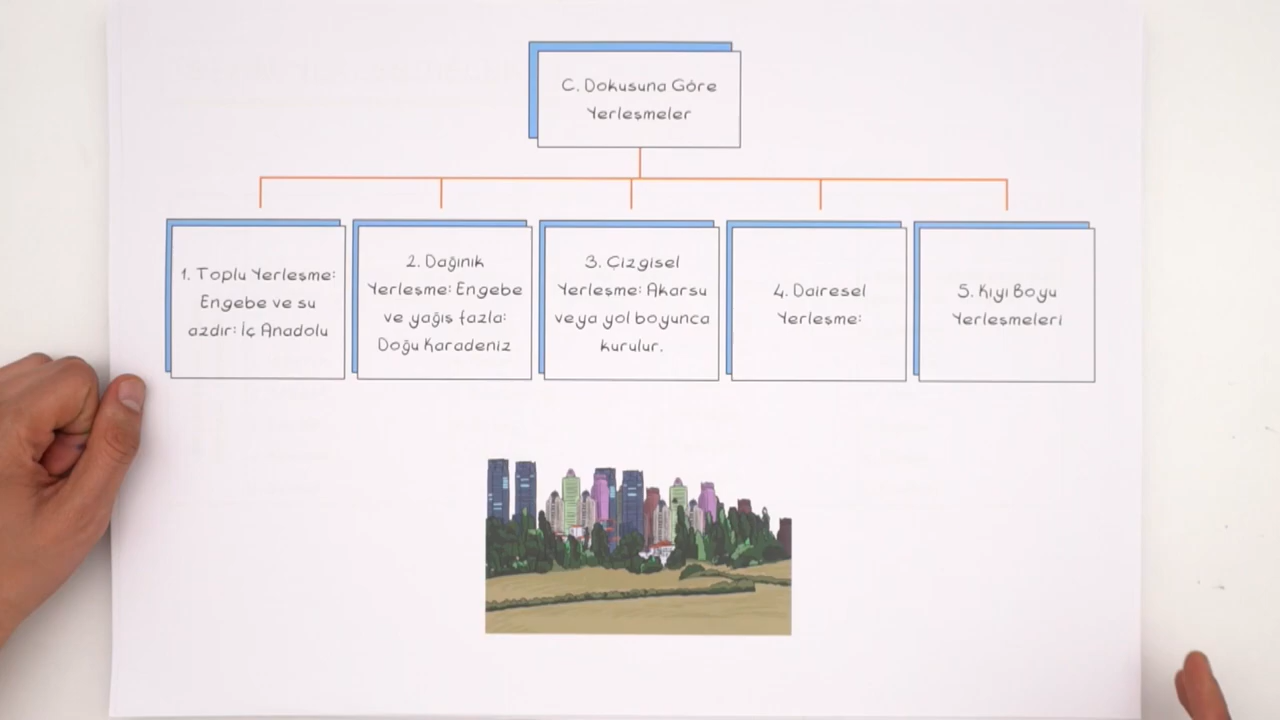 C. Dokusuna Göre
Yerleşmeler
1. Toplu Yerleşme:
Engebe ve su
azdır: İç Anadolu
2. Dağınık
Yerleşme: Engebe
ve yağış fazla:
Doğu Karadeniz
3. Çizgisel
Yerleşme: Akarsu
veya yol boyunca
kurulur.
4. Dairesel
Yerleşme:
5. Kıyı Boyu
Yerleşmeleri